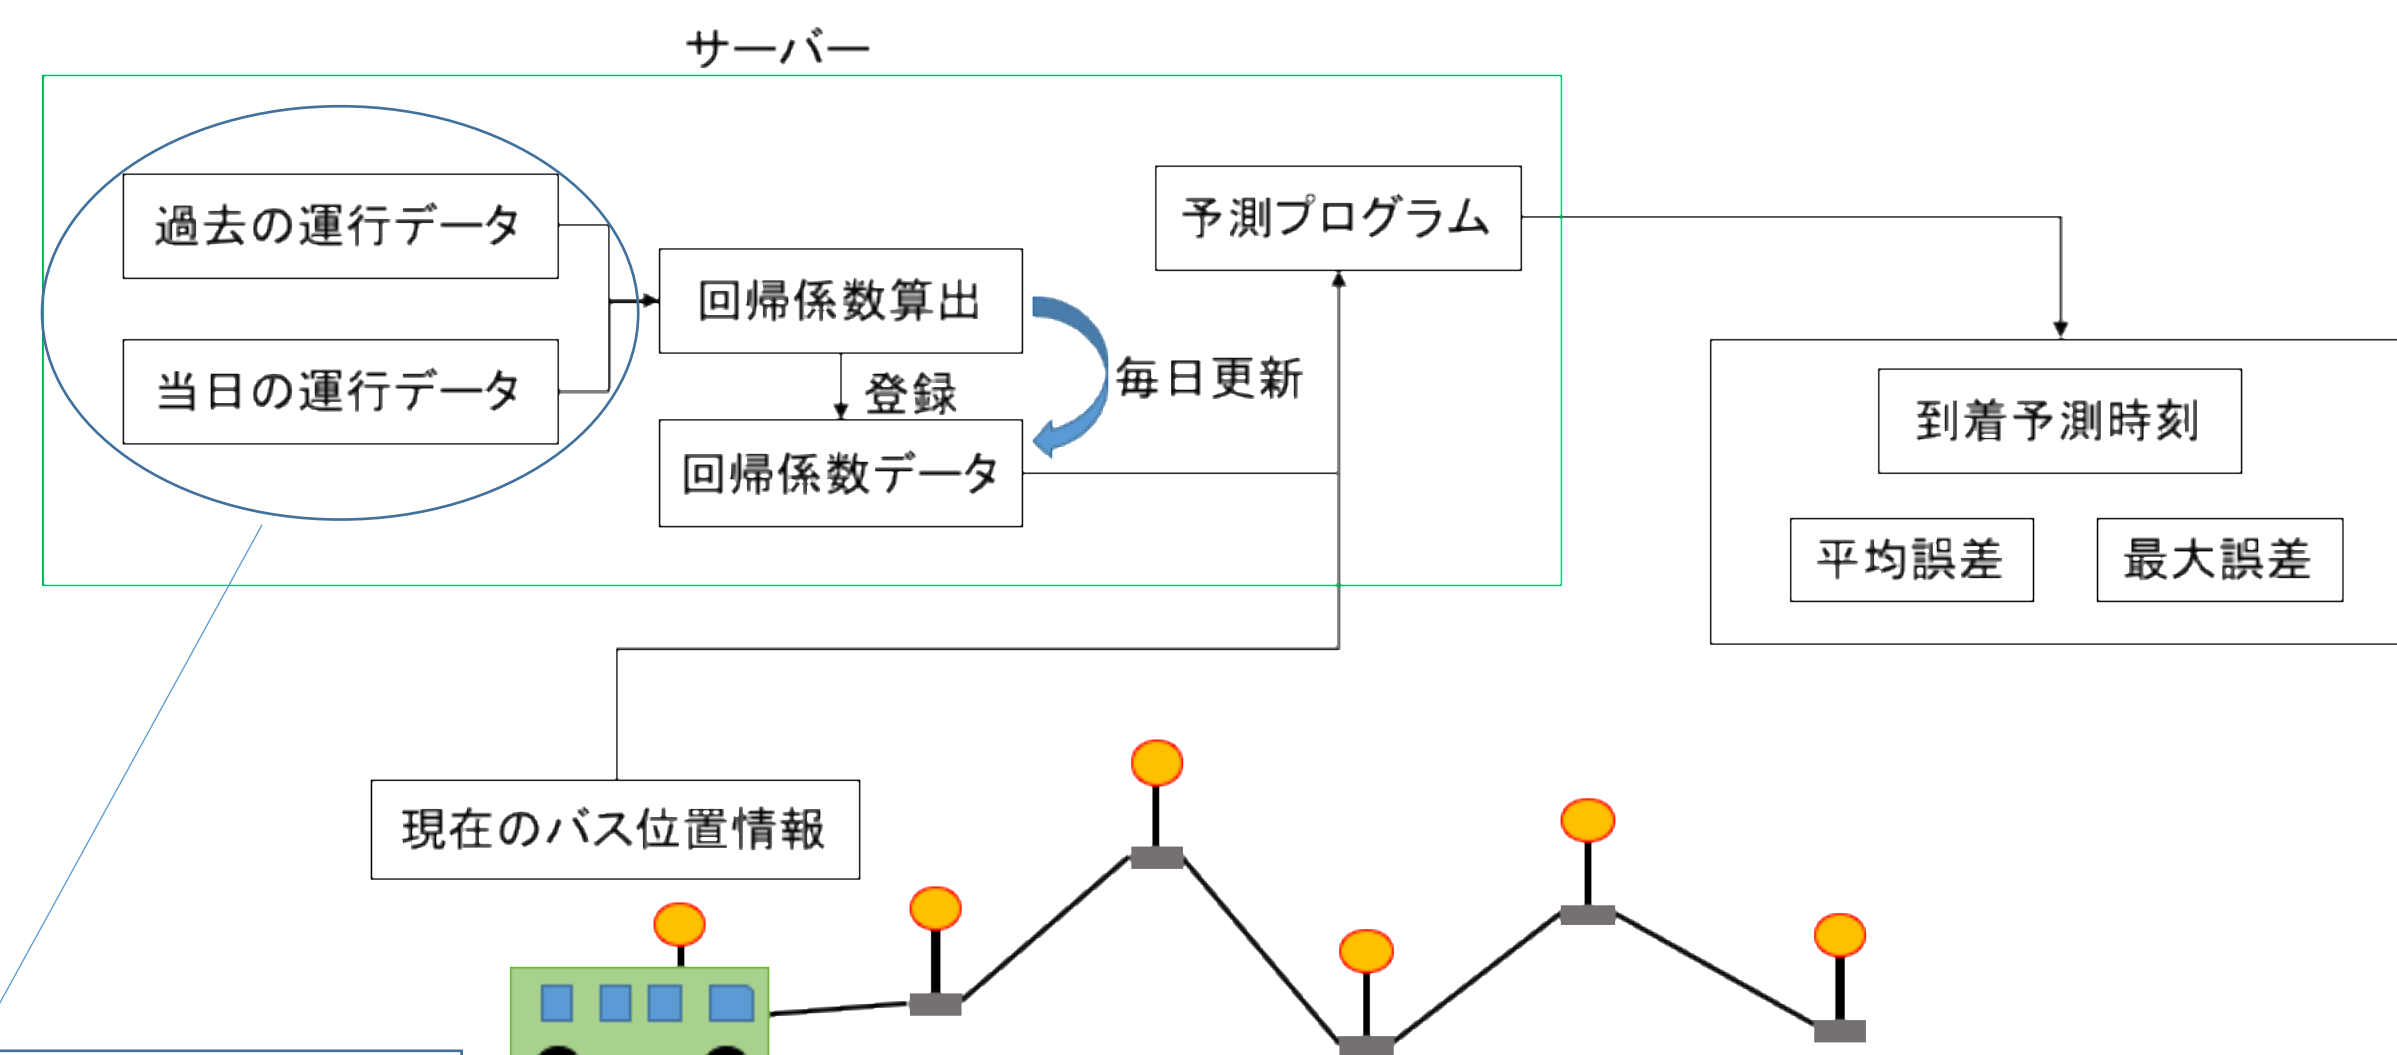 サーバー
過去の運行データ
当日の運行データ
回帰係数算出
登録
毎日更新
回帰係数データ
予測プログラム
到着予測時刻
平均誤差
最大誤差
現在のバス位置情報